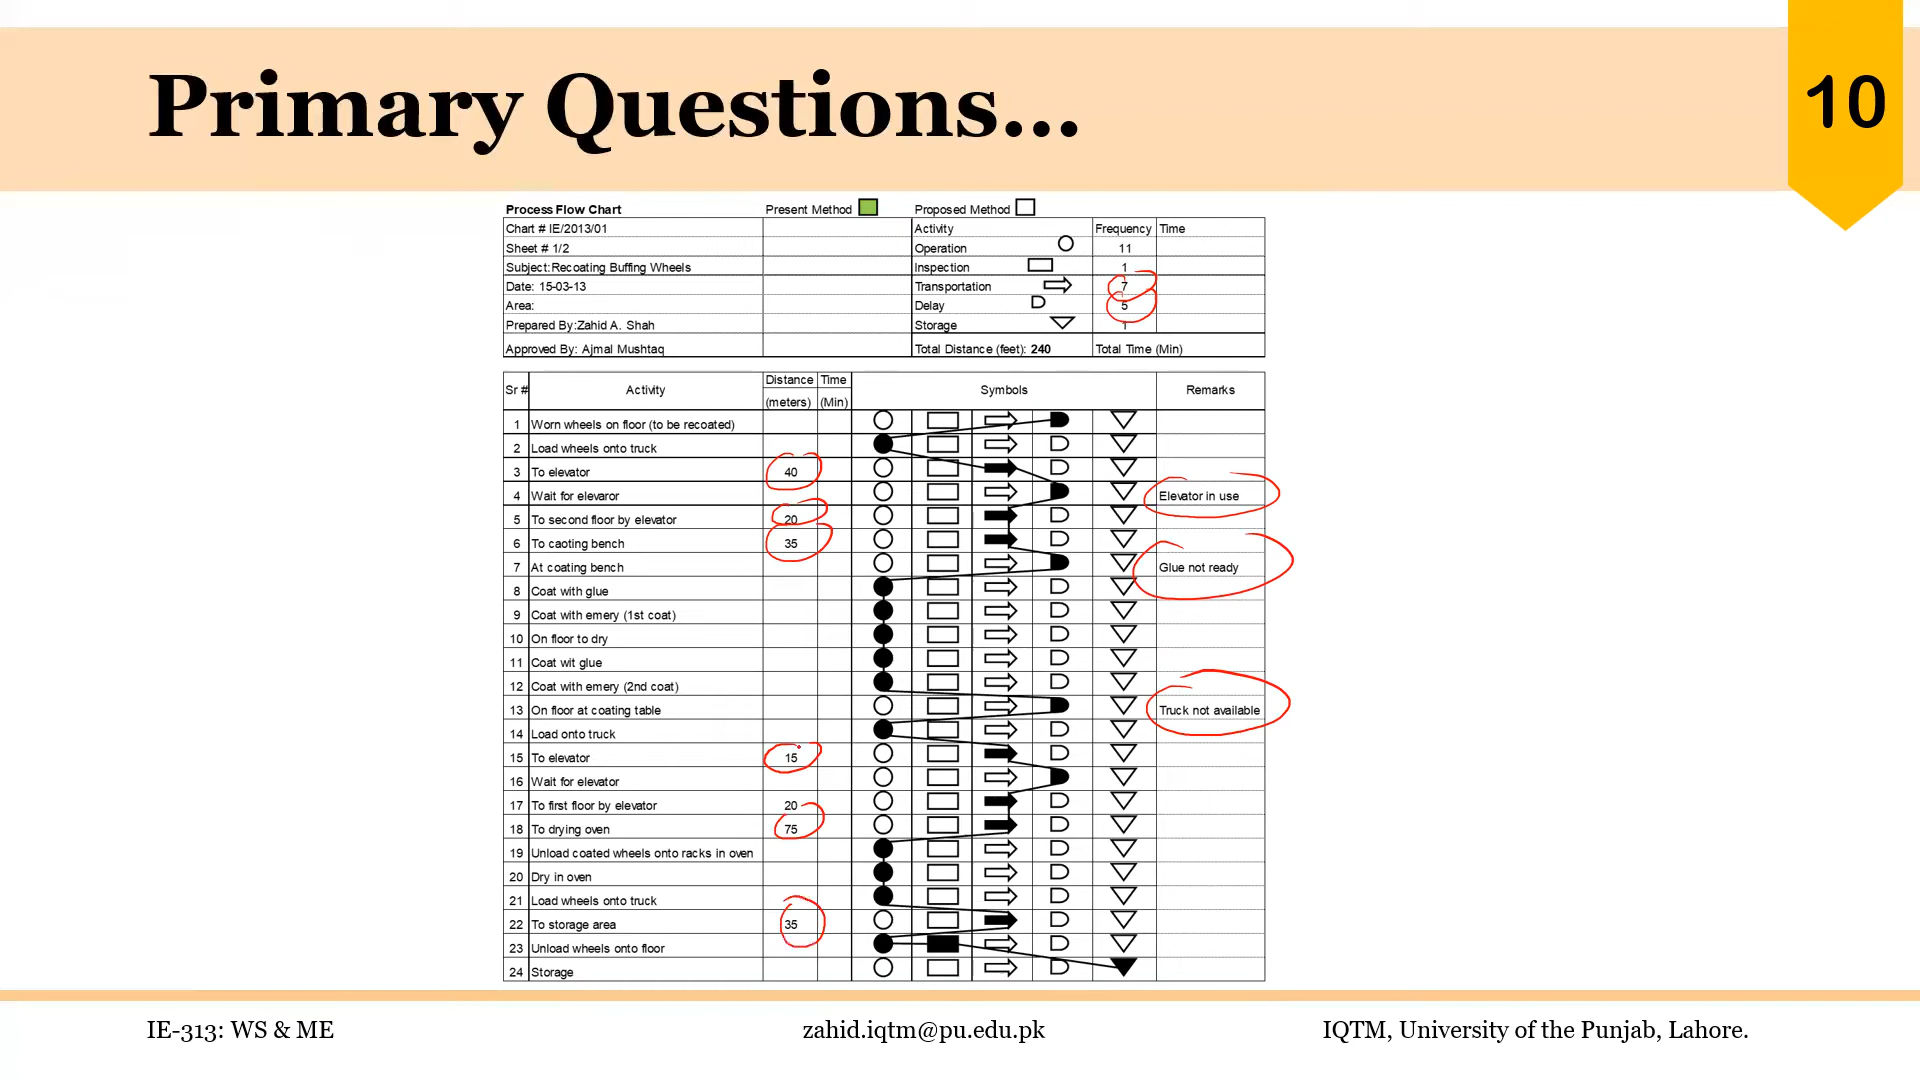 Primary Questions...
10
Process Flow Chart Present Method Proposed Method
Chart # IE/2013/01 Activity Frequency Time
Sheet # 1/2 Operation 11
Subject:Recoating Buffing Wheels Inspection 1
Date: 15-03-13 Transportation 7
Area: Delay 5
Prepared By:Zahid A. Shah Storage 1
Approved By: Ajmal Mushtaq Total Distance (feet): 240 Total Time (Min)
Sr # Activity Distance (meters) Time (Min) Symbols Remarks
1 Worn wheels on floor (to be recoated)
2 Load wheels onto truck
3 To elevator 40
4 Wait for elevaror Elevator in use
5 To second floor by elevator 20
6 To caoting bench 35
7 At coating bench Glue not ready
8 Coat with glue
9 Coat with emery (1st coat)
10 On floor to dry
11 Coat wit glue
12 Coat with emery (2nd coat)
13 On floor at coating table Truck not available
14 Load onto truck
15 To elevator 15
16 Wait for elevator
17 To first floor by elevator 20
18 To drying oven 75
19 Unload coated wheels onto racks in oven
20 Dry in oven
21 Load wheels onto truck
22 To storage area 35
23 Unload wheels onto floor
24 Storage
IE-313: WS & ME zahid.iqtm@pu.edu.pk IQTM, University of the Punjab, Lahore.